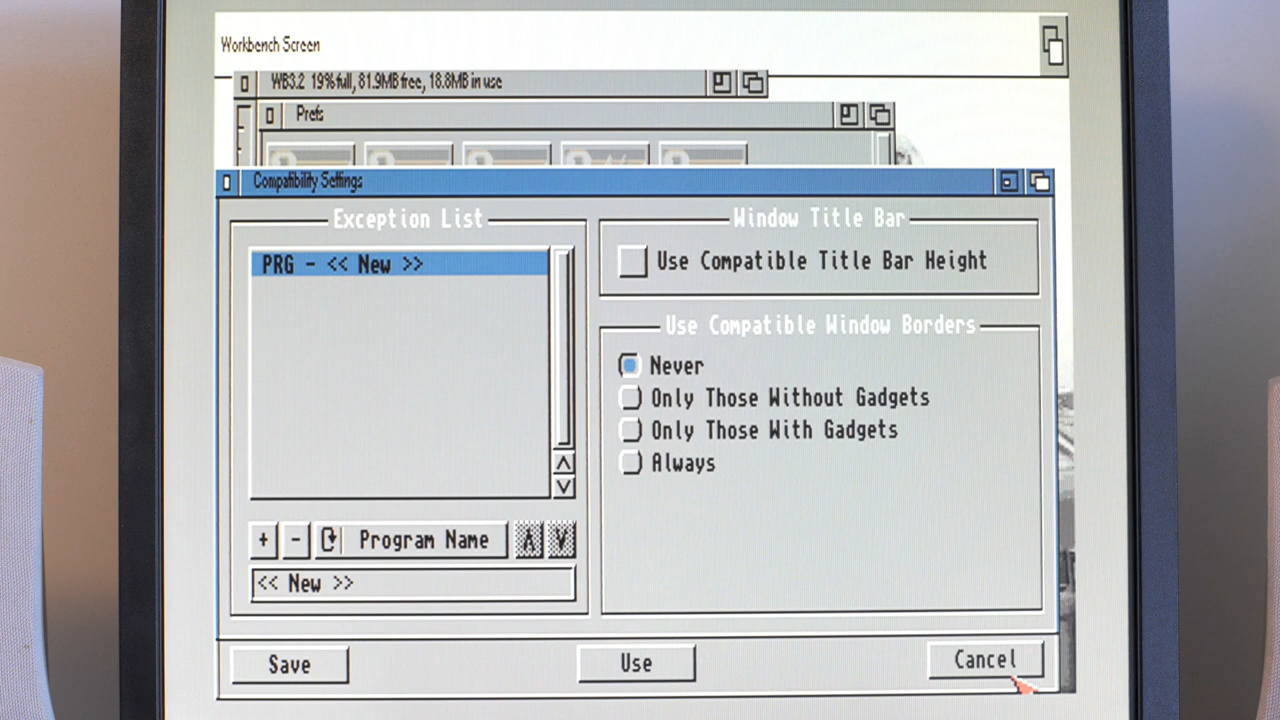 Workbench Screen
WB3.2 19% full, 81.9MB free, 18.8MB in use
Prefs
Compatibility Settings
Exception List
PRG - << New >>
+ - Program Name Λ V
<< New >>
Window Title Bar
Use Compatible Title Bar Height
Use Compatible Window Borders
Never
Only Those Without Gadgets
Only Those With Gadgets
Always
Save Use Cancel